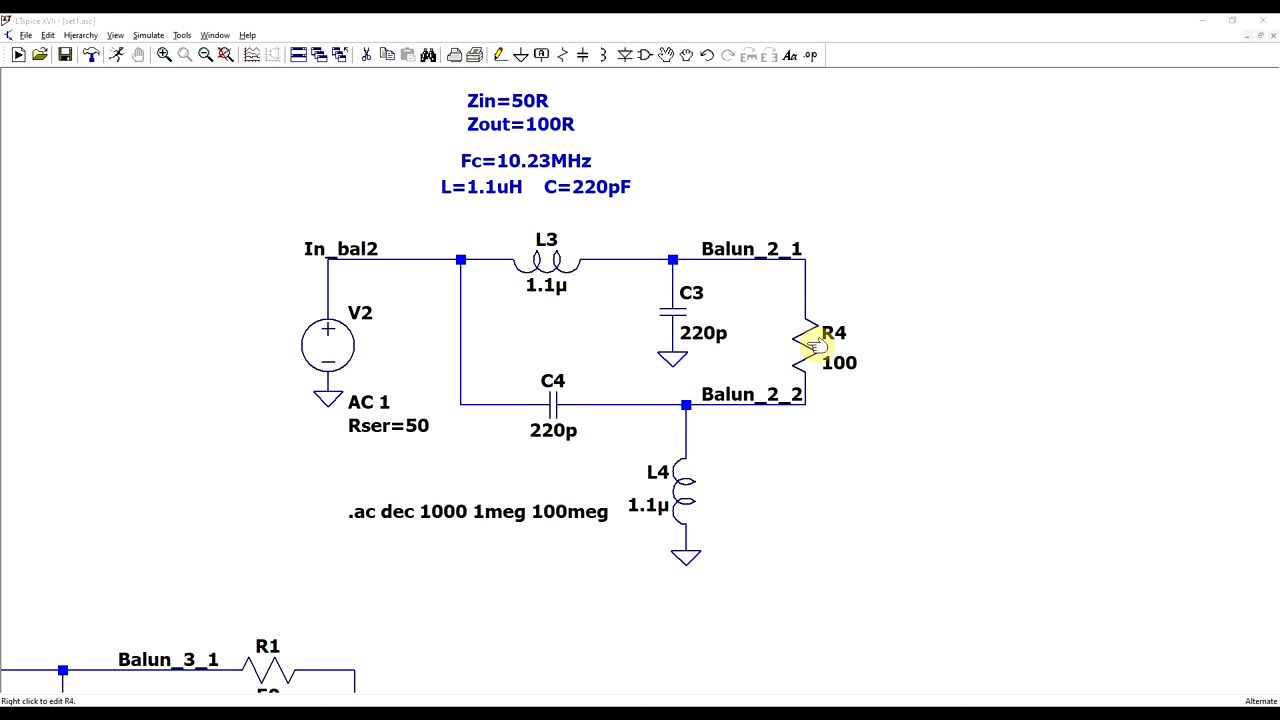 LTspice XVII - [set1.asc]
File Edit Hierarchy View Simulate Tools Window Help
Zin=50R
Zout=100R
Fc=10.23MHz
L=1.1uH C=220pF
In_bal2
L3
1.1µ
Balun_2_1
V2
C3
220p
R4
100
C4
220p
Balun_2_2
AC 1
Rser=50
L4
1.1µ
.ac dec 1000 1meg 100meg
Balun_3_1
R1
Right click to edit R4.
Alternate